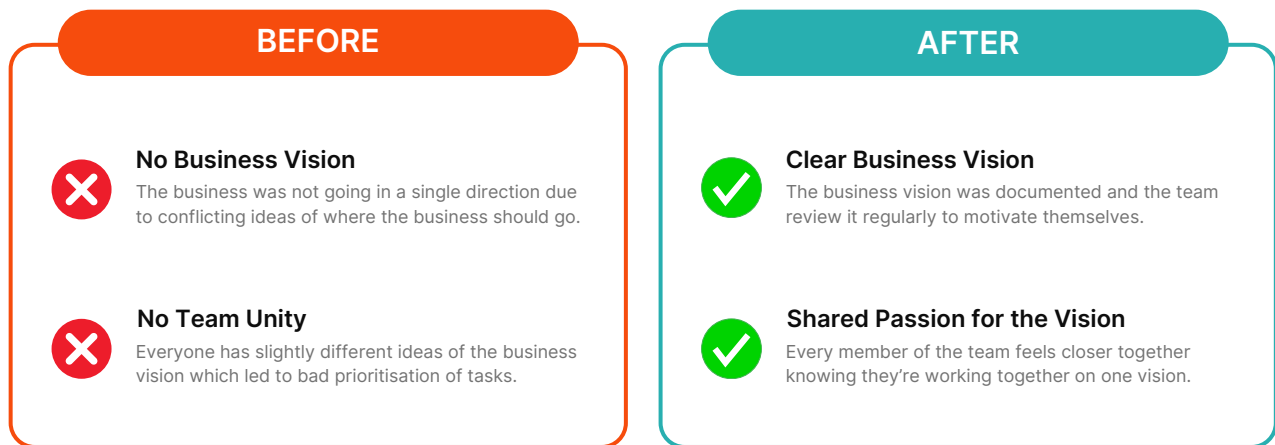 BEFORE
No Business Vision
The business was not going in a single direction due
to conflicting ideas of where the business should go.
No Team Unity
Everyone has slightly different ideas of the business
vision which led to bad prioritisation of tasks.
AFTER
Clear Business Vision
The business vision was documented and the team
review it regularly to motivate themselves.
Shared Passion for the Vision
Every member of the team feels closer together
knowing they’re working together on one vision.